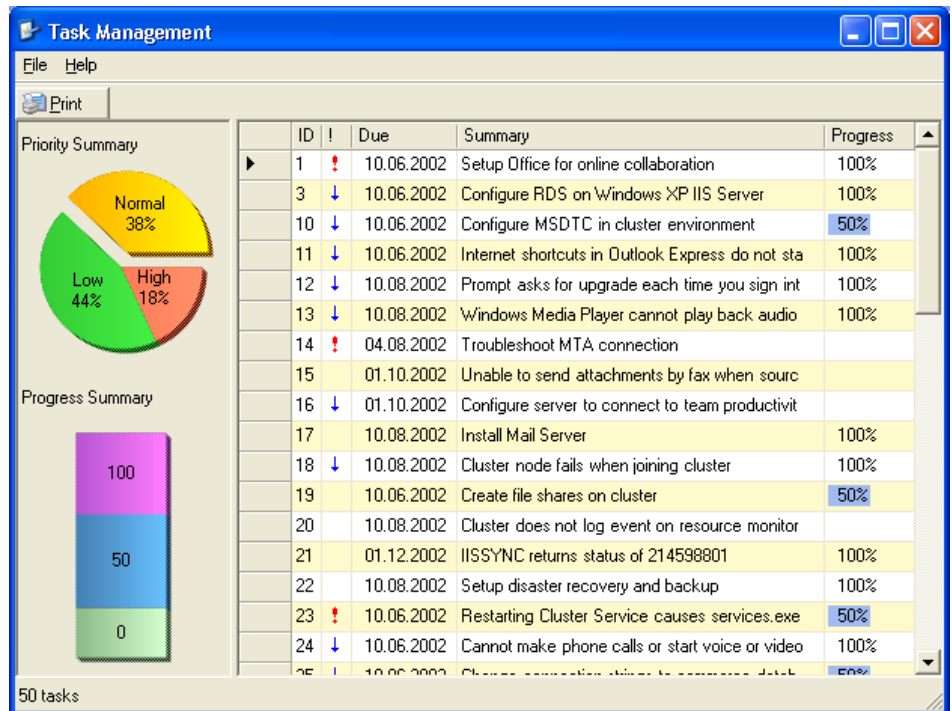 Task Management
File Help
Print
Priority Summary
Normal
38%
Low
44%
High
18%
Progress Summary
100
50
0
ID ! Due Summary Progress
1 10.06.2002 Setup Office for online collaboration 100%
3 10.06.2002 Configure RDS on Windows XP IIS Server 100%
10 10.06.2002 Configure MSDTC in cluster environment 50%
11 10.06.2002 Internet shortcuts in Outlook Express do not sta 100%
12 10.08.2002 Prompt asks for upgrade each time you sign int 100%
13 10.08.2002 Windows Media Player cannot play back audio 100%
14 04.08.2002 Troubleshoot MTA connection
15 01.10.2002 Unable to send attachments by fax when sourc
16 01.10.2002 Configure server to connect to team productivit
17 10.08.2002 Install Mail Server 100%
18 10.08.2002 Cluster node fails when joining cluster 100%
19 10.06.2002 Create file shares on cluster 50%
20 10.08.2002 Cluster does not log event on resource monitor
21 01.12.2002 IISSYNC returns status of 214598801 100%
22 10.08.2002 Setup disaster recovery and backup 100%
23 10.06.2002 Restarting Cluster Service causes services.exe 50%
24 10.06.2002 Cannot make phone calls or start voice or video 100%
50 tasks